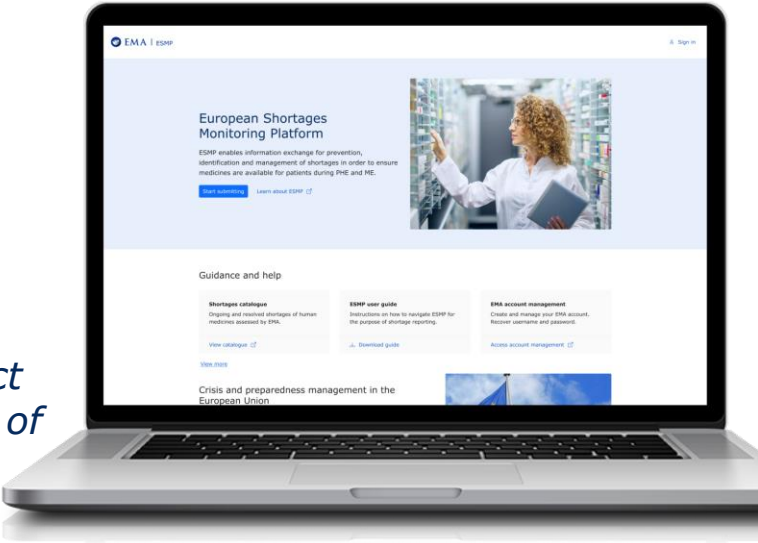 EMA | ESMP
Sign in
European Shortages
Monitoring Platform
ESMP enables information exchange for prevention,
identification and management of shortages in order to ensure
medicines are available for patients during PHE and ME.
Start submitting
Learn about ESMP
Guidance and help
Shortages catalogue
Ongoing and resolved shortages of human
medicines assessed by EMA.
View catalogue
ESMP user guide
Instructions on how to navigate ESMP for
the purpose of shortage reporting.
Download guide
EMA account management
Create and manage your EMA account.
Recover username and password.
Access account management
View more
Crisis and preparedness management in the
European Union
ct
of